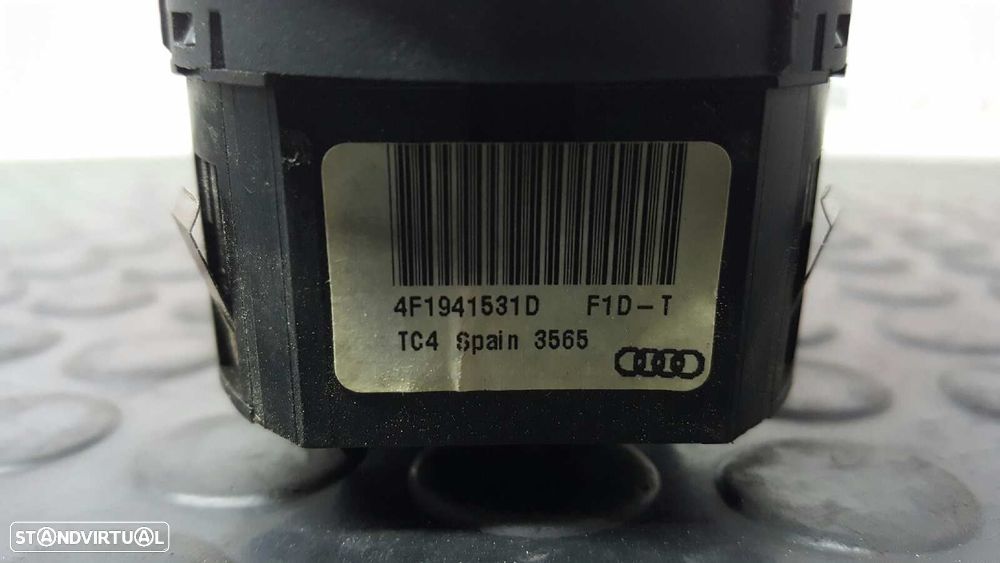 4F1941531D F1D-T
TC4 Spain 3565
STANDVIRTUAL